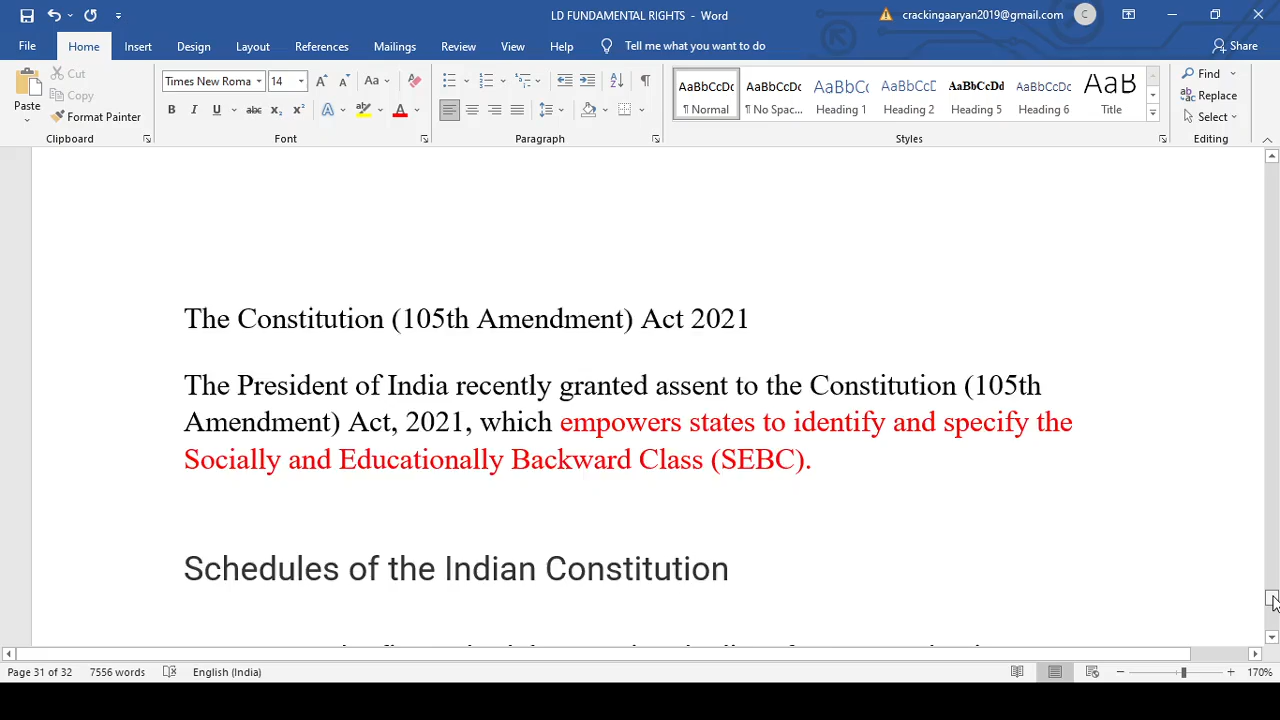 LD FUNDAMENTAL RIGHTS - Word
crackingaaryan2019@gmail.com
C
File Home Insert Design Layout References Mailings Review View Help Tell me what you want to do Share
Paste
Cut
Copy
Format Painter
Clipboard
Times New Roma 14
Font
Paragraph
AaBbCcDc ¶ Normal
AaBbCcDc ¶ No Spac...
AaBbC( Heading 1
AaBbCcD Heading 2
AaBbCcDd Heading 5
AaBbCcDc Heading 6
AaB Title
Styles
Find
Replace
Select
Editing
The Constitution (105th Amendment) Act 2021
The President of India recently granted assent to the Constitution (105th
Amendment) Act, 2021, which empowers states to identify and specify the
Socially and Educationally Backward Class (SEBC).
Schedules of the Indian Constitution
Page 31 of 32 7556 words English (India) 170%